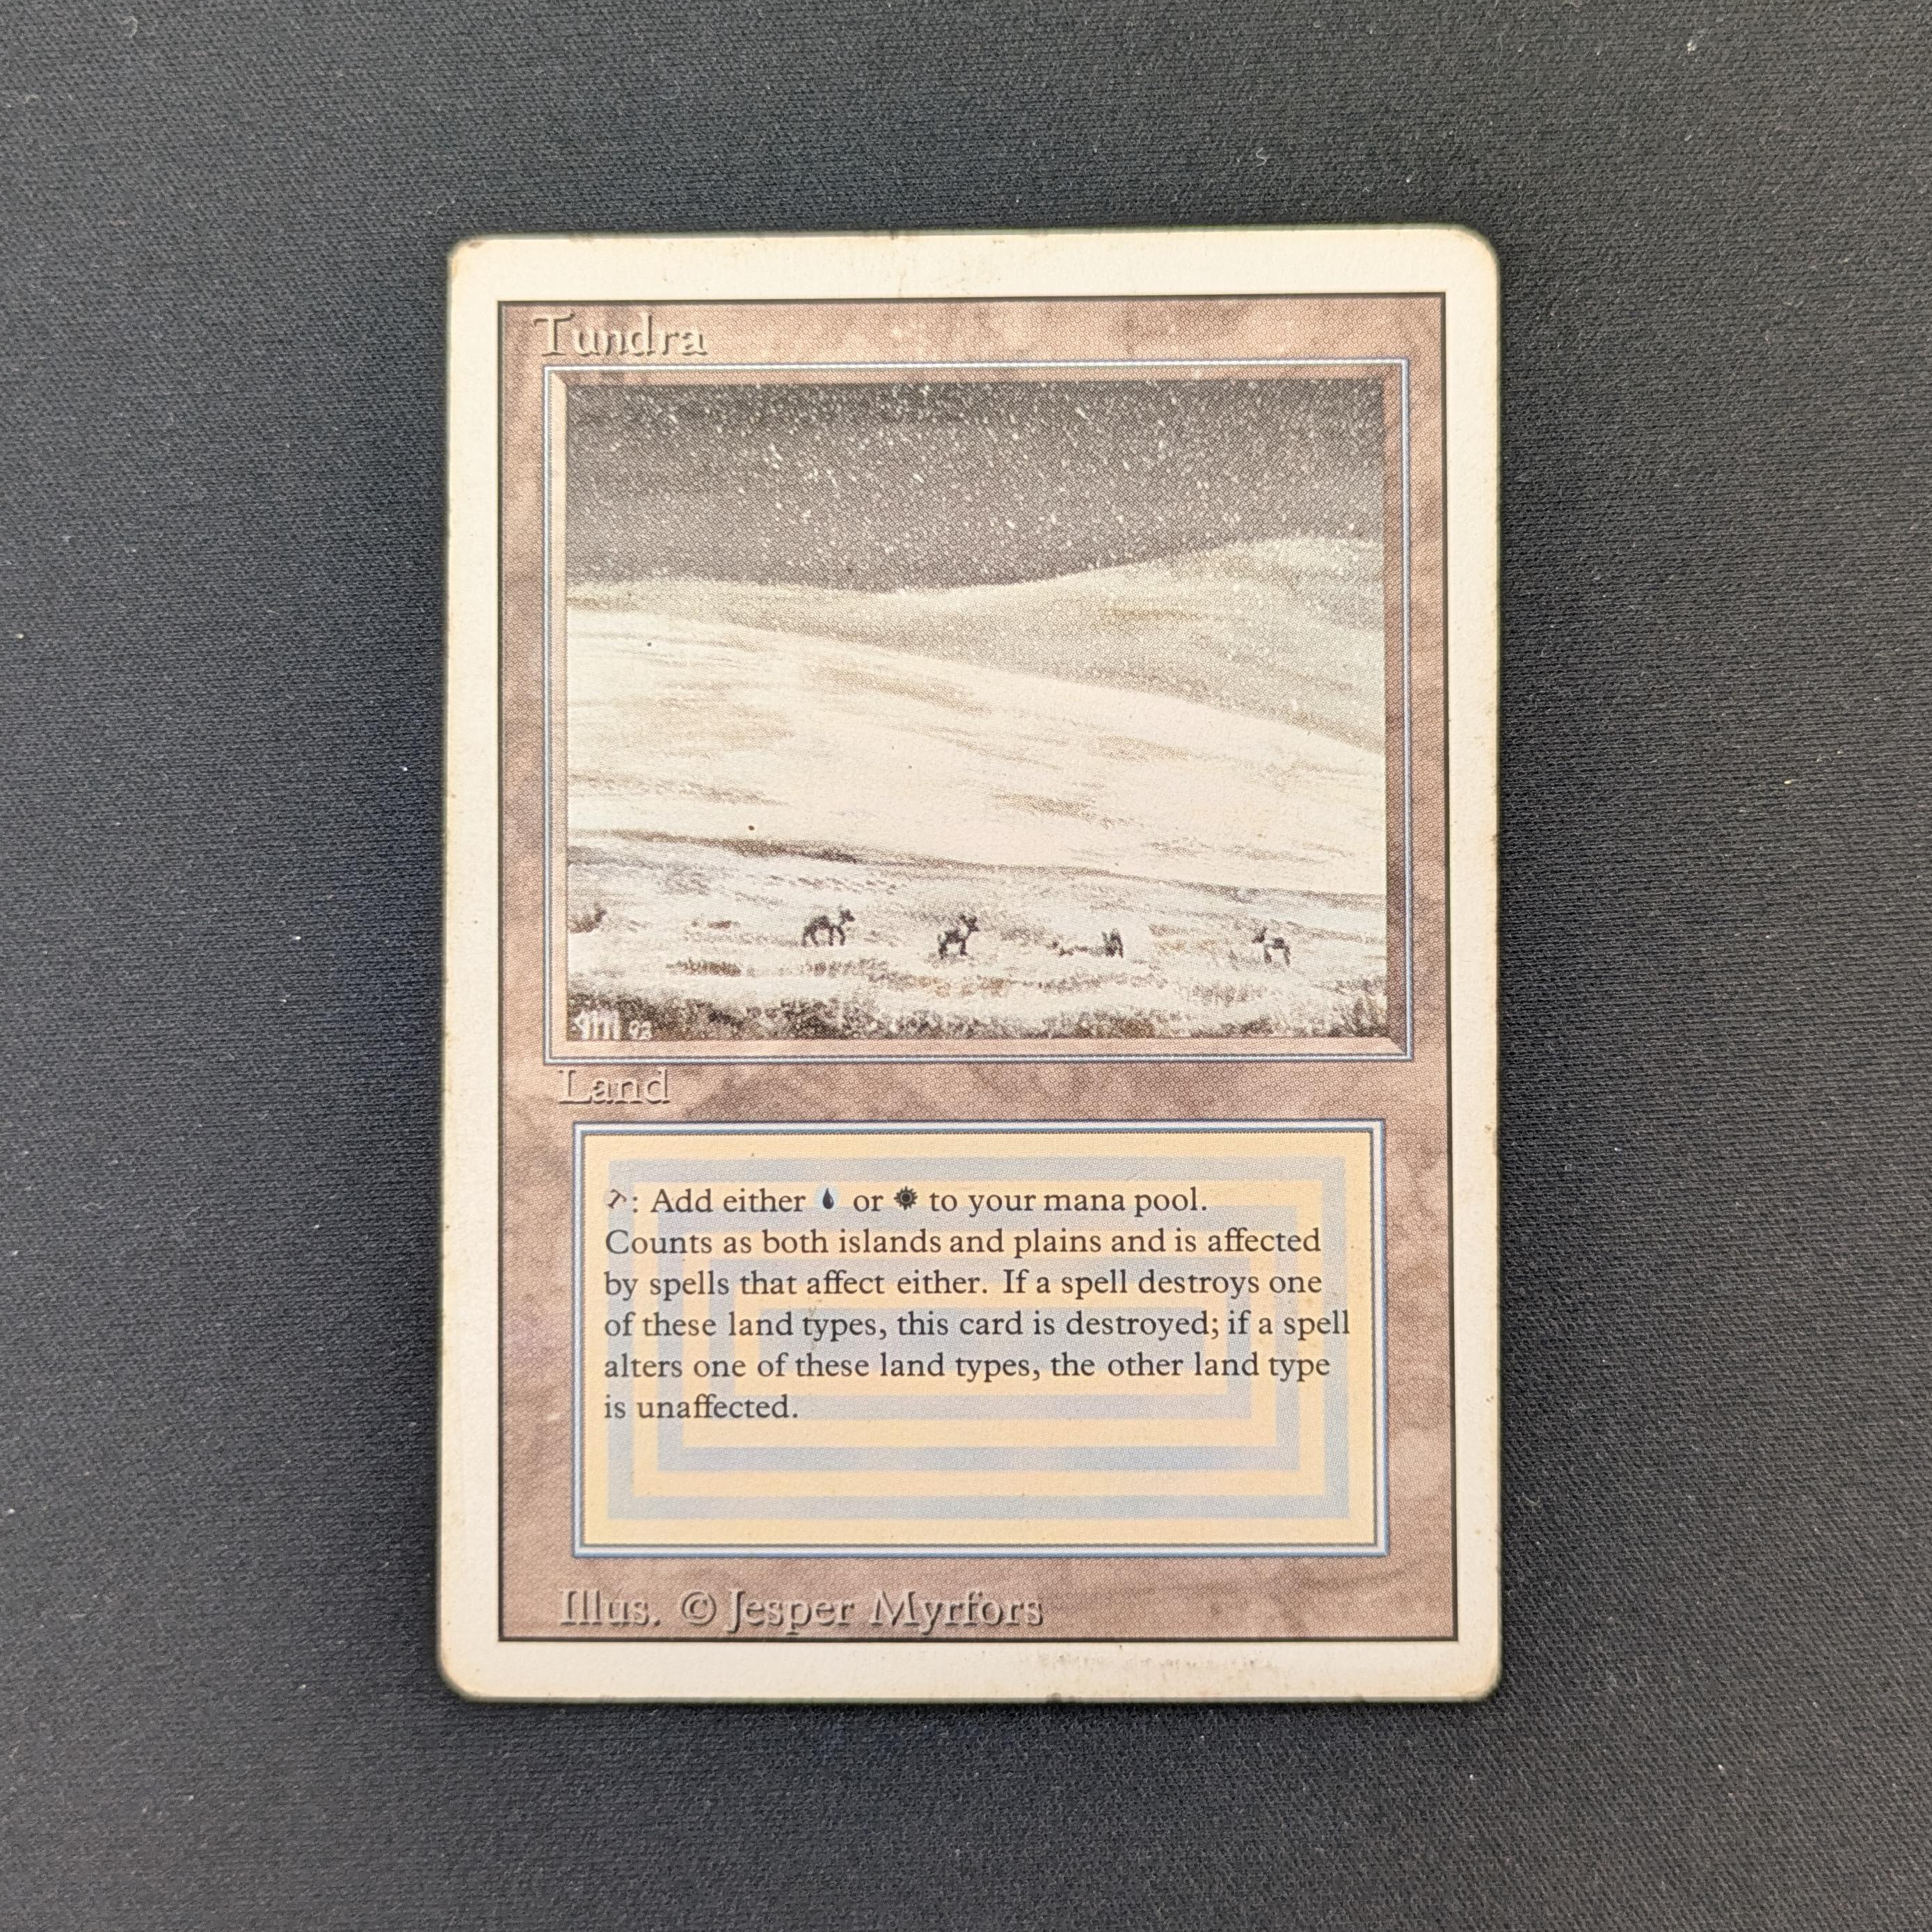 Tundra
JM 93
Land
: Add either or to your mana pool.
Counts as both islands and plains and is affected
by spells that affect either. If a spell destroys one
of these land types, this card is destroyed; if a spell
alters one of these land types, the other land type
is unaffected.
Illus. © Jesper Myrfors